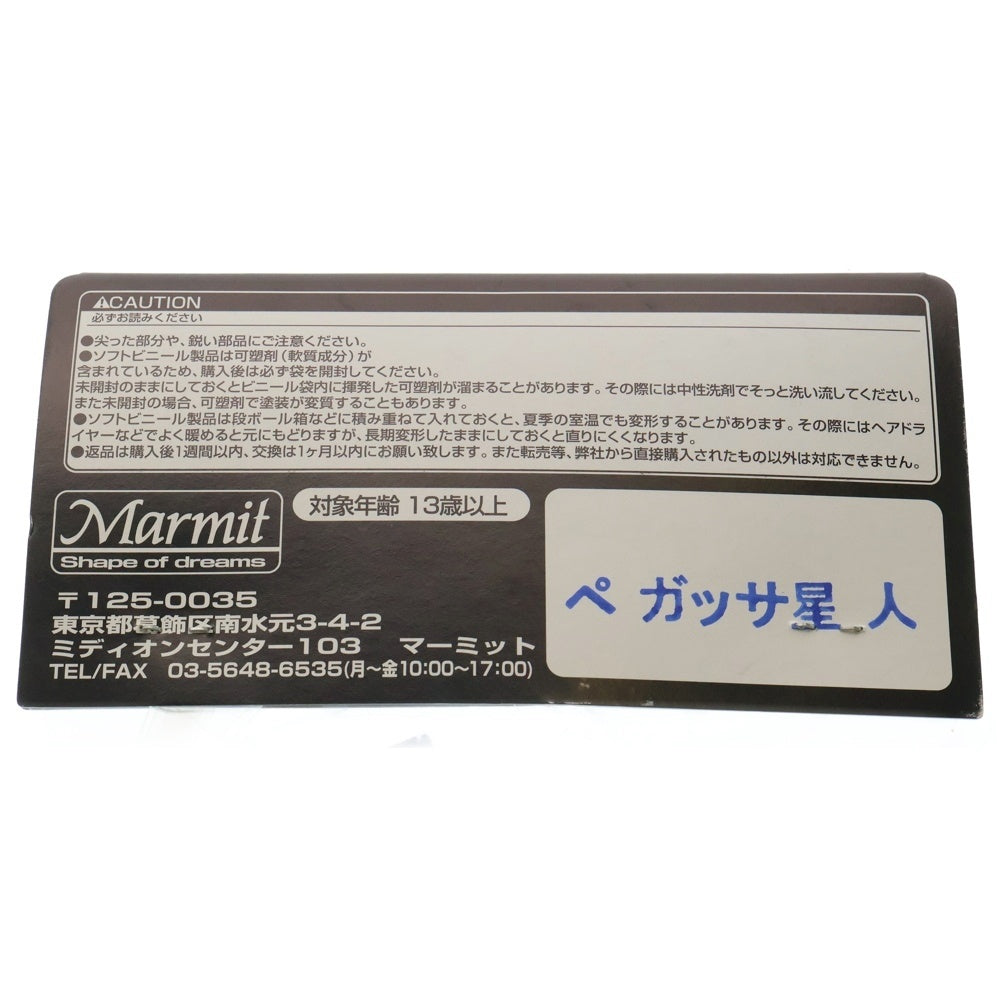 ⚠CAUTION
必ずお読みください
●尖った部分や、鋭い部品にご注意ください。
●ソフトビニール製品は可塑剤(軟質成分)が
含まれているため、購入後は必ず袋を開封してください。
未開封のままにしておくとビニール袋内に揮発した可塑剤が溜まることがあります。その際には中性洗剤でそっと洗い流してください。
また未開封の場合、可塑剤で塗装が変質することもあります。
●ソフトビニール製品は段ボール箱などに積み重ねて入れておくと、夏季の室温でも変形することがあります。その際にはヘアドラ
イヤーなどでよく暖めると元にもどりますが、長期変形したままにしておくと直りにくくなります。
●返品は購入後1週間以内、交換は1ヶ月以内にお願い致します。また転売等、弊社から直接購入されたもの以外は対応できません。
Marmit
Shape of dreams
対象年齢 13歳以上
〒125-0035
東京都葛飾区南水元3-4-2
ミディオンセンター103 マーミット
TEL/FAX 03-5648-6535(月〜金10:00〜17:00)
ペガッサ星人